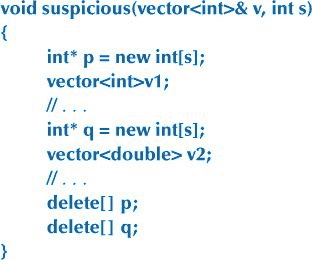 void suspicious(vector<int>& v, int s)
{
int* p = new int[s];
vector<int>v1;
// . . .
int* q = new int[s];
vector<double> v2;
// . . .
delete[] p;
delete[] q;
}